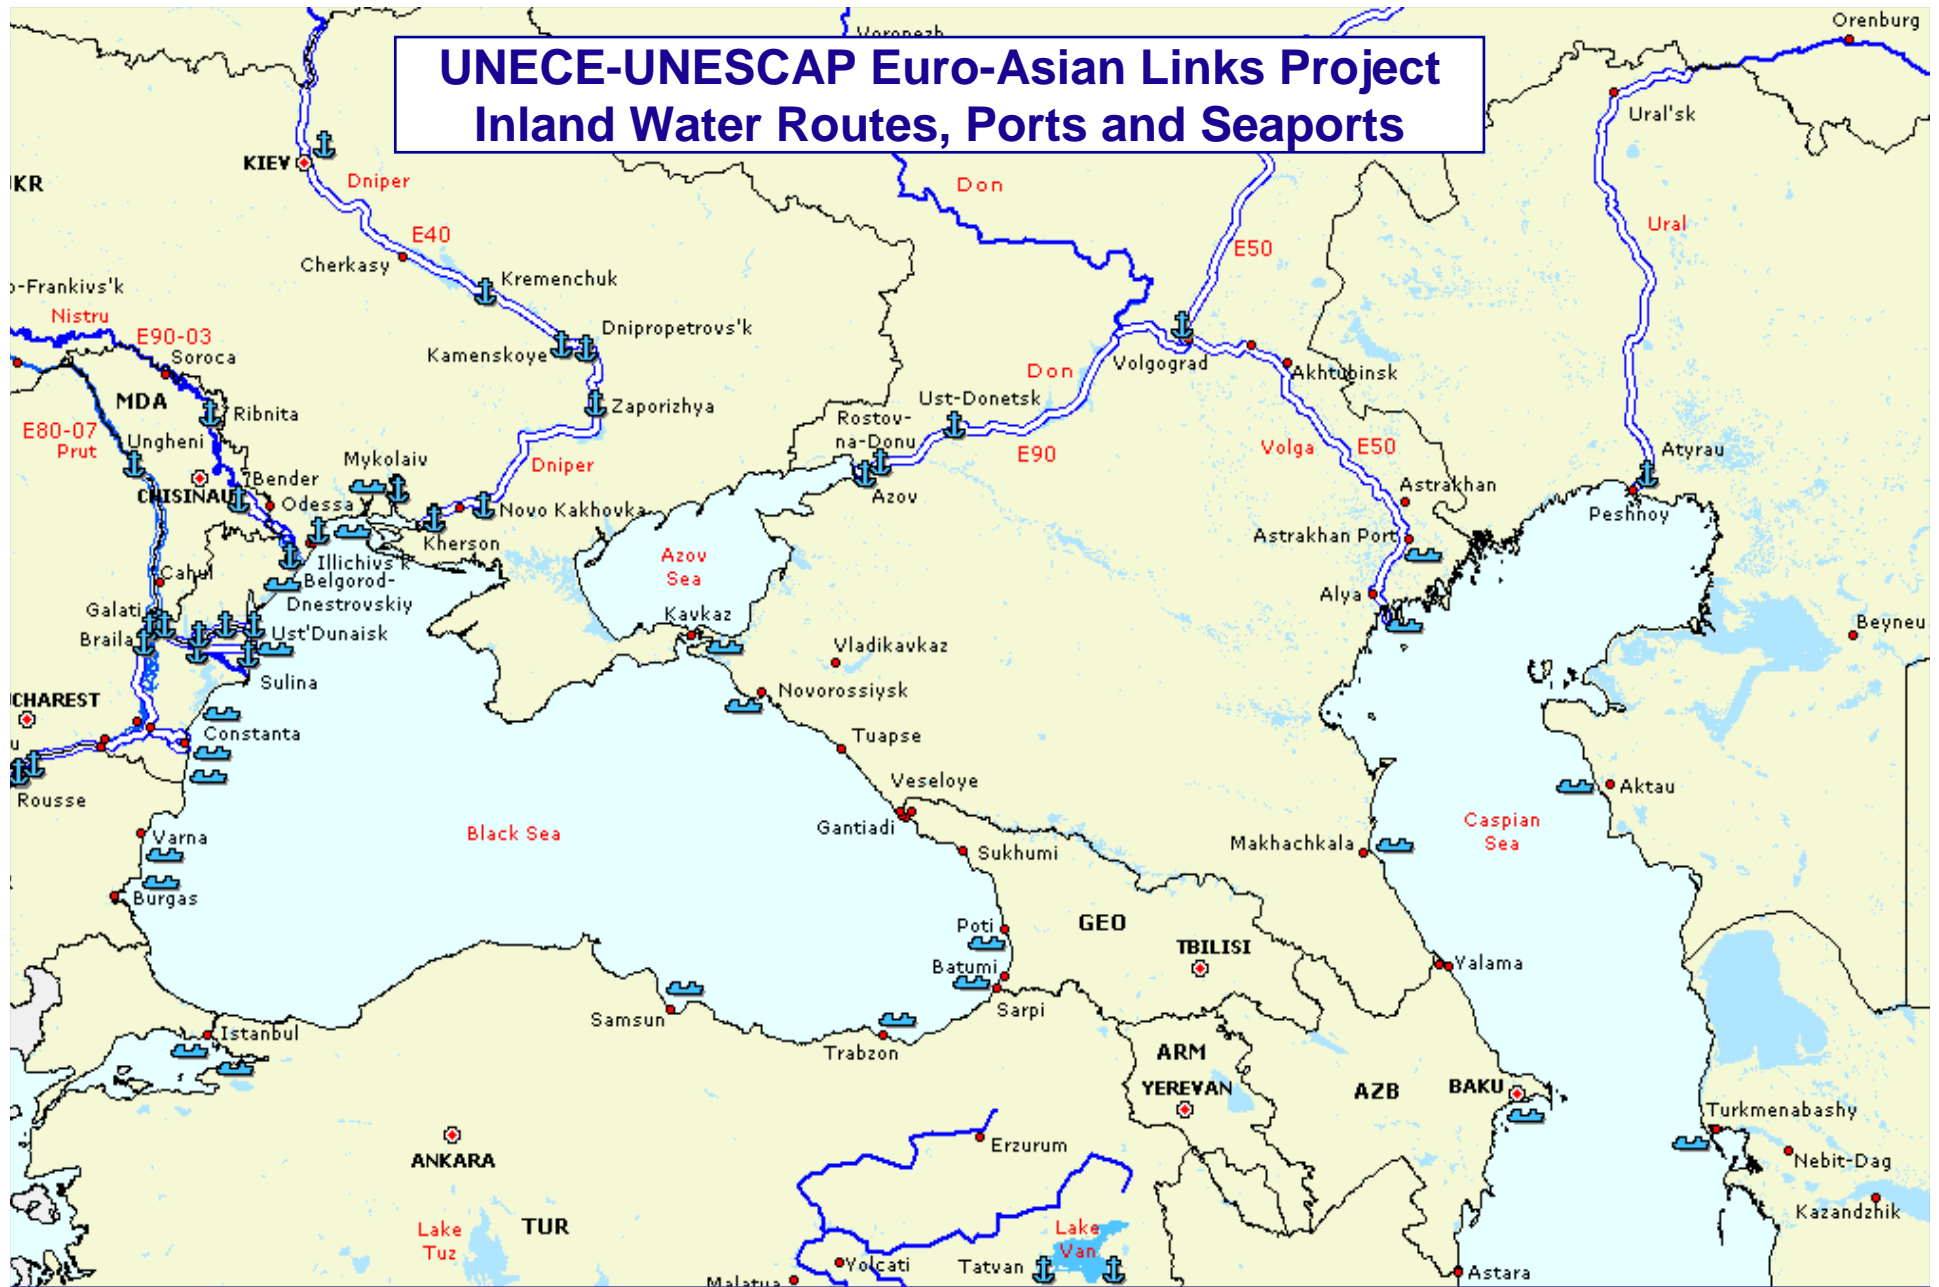 UNECE-UNESCAP Euro-Asian Links Project
Inland Water Routes, Ports and Seaports
Orenburg
Ural'sk
KIEV
Dniper
Don
Ural
E40
E50
Cherkasy
Kremenchuk
-Frankivs'k
Nistru
E90-03
Soroca
Dnipropetrovs'k
Kamenskoye
Volgograd
Akhtubinsk
Don
MDA
Ribnita
Zaporizhya
Ust-Donetsk
Rostov-
na-Donu
E80-07
Prut
Ungheni
Mykolaiv
Dniper
E90
Volga
E50
Atyrau
CHISINAU
Bender
Odessa
Novo Kakhovka
Azov
Astrakhan
Peshnoy
Kherson
Astrakhan Port
Illichivs'k
Azov
Sea
Cahul
Belgorod-
Dnestrovskiy
Alya
Galati
Braila
Ust'Dunaisk
Kavkaz
Beyneu
Vladikavkaz
Sulina
Novorossiysk
CHAREST
Constanta
Tuapse
Rousse
Veseloye
Aktau
Varna
Black Sea
Gantiadi
Caspian
Sea
Sukhumi
Makhachkala
Burgas
Poti
GEO
TBILISI
Batumi
Yalama
Sarpi
Samsun
Istanbul
Trabzon
ARM
YEREVAN
AZB
BAKU
Turkmenabashy
ANKARA
Erzurum
Nebit-Dag
Kazandzhik
Lake
Tuz
TUR
Lake
Van
Yolcati
Tatvan
Astara